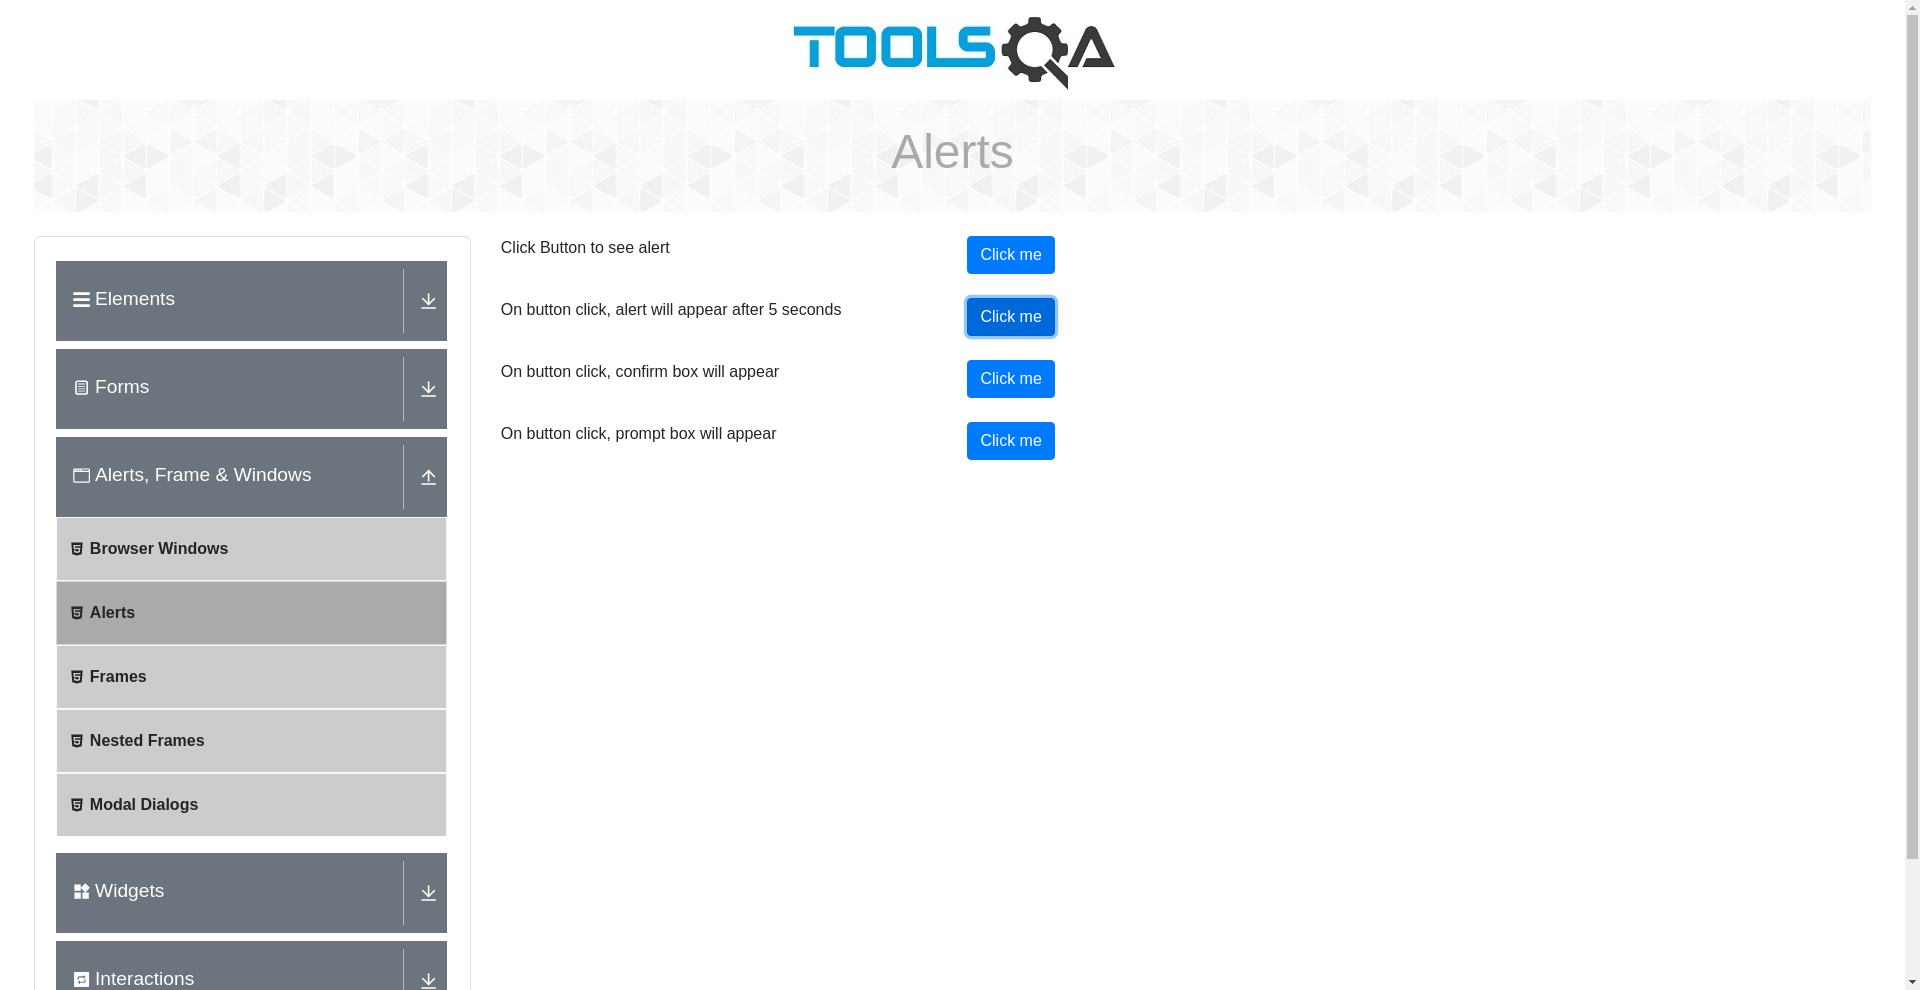 TOOLSQA
Alerts
Elements
Forms
Alerts, Frame & Windows
Browser Windows
Alerts
Frames
Nested Frames
Modal Dialogs
Widgets
Interactions
Click Button to see alert
Click me
On button click, alert will appear after 5 seconds
Click me
On button click, confirm box will appear
Click me
On button click, prompt box will appear
Click me